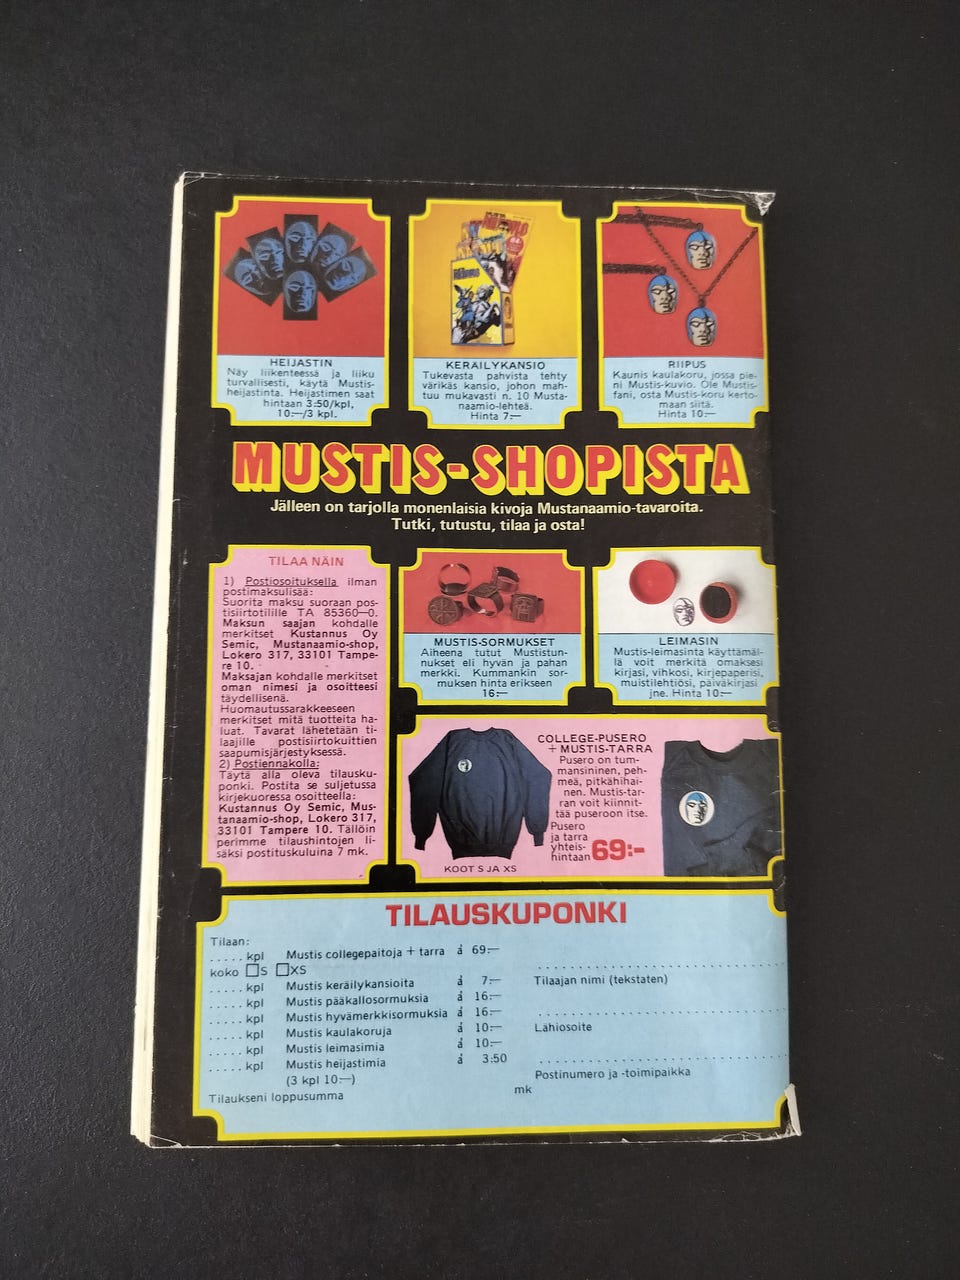 HEIJASTIN
Näy liikenteessä ja liiku
turvallisesti, käytä Mustis-
heijastinta. Heijastimen saat
hintaan 3:50/kpl,
10:—/3 kpl.
KERÄILYKANSIO
Tukevasta pahvista tehty
värikäs kansio, johon mah-
tuu mukavasti n. 10 Musta-
naamio-lehteä.
Hinta 7:—
RIIPUS
Kaunis kaulakoru, jossa pie-
ni Mustis-kuvio. Ole Mustis-
fani, osta Mustis-koru kerto-
maan siitä.
Hinta 10:—
MUSTIS-SHOPISTA
Jälleen on tarjolla monenlaisia kivoja Mustanaamio-tavaroita.
Tutki, tutustu, tilaa ja osta!
TILAA NÄIN
1) Postiosoituksella ilman
postimaksulisää:
Suorita maksu suoraan pos-
tisiirtotilille TA 85360—0.
Maksun saajan kohdalle
merkitset Kustannus Oy
Semic, Mustanaamio-shop,
Lokero 317, 33101 Tampe-
re 10.
Maksajan kohdalle merkitset
oman nimesi ja osoitteesi
täydellisenä.
Huomautussarakkeeseen
merkitset mitä tuotteita ha-
luat. Tavarat lähetetään ti-
laajille postisiirtokuittien
saapumisjärjestyksessä.
2) Postiennakolla:
Täytä alla oleva tilausku-
ponki. Postita se suljetussa
kirjekuoressa osoitteella:
Kustannus Oy Semic, Mus-
tanaamio-shop, Lokero 317,
33101 Tampere 10. Tällöin
perimme tilaushintojen li-
säksi postituskuluina 7 mk.
MUSTIS-SORMUKSET
Aiheena tutut Mustistun-
nukset eli hyvän ja pahan
merkki. Kummankin sor-
muksen hinta erikseen
16:—
LEIMASIN
Mustis-leimasinta käyttämäl-
lä voit merkitä omaksesi
kirjasi, vihkosi, kirjepaperisi,
muistilehtiösi, päiväkirjasi
jne. Hinta 10:—
COLLEGE-PUSERO
+ MUSTIS-TARRA
Pusero on tum-
mansininen, peh-
meä, pitkähihai-
nen. Mustis-tar-
ran voit kiinnit-
tää puseroon itse.
Pusero
ja tarra
yhteis-
hintaan 69:-
KOOT S JA XS
TILAUSKUPONKI
Tilaan:
..... kpl Mustis collegepaitoja + tarra á 69:—
koko □S □XS
..... kpl Mustis keräilykansioita á 7:—
..... kpl Mustis pääkallosormuksia á 16:—
..... kpl Mustis hyvämerkkisormuksia á 16:—
..... kpl Mustis kaulakoruja á 10:—
..... kpl Mustis leimasimia á 10:—
..... kpl Mustis heijastimia á 3:50
(3 kpl 10:—)
Tilaukseni loppusumma mk
Tilaajan nimi (tekstaten)
Lähiosoite
Postinumero ja -toimipaikka